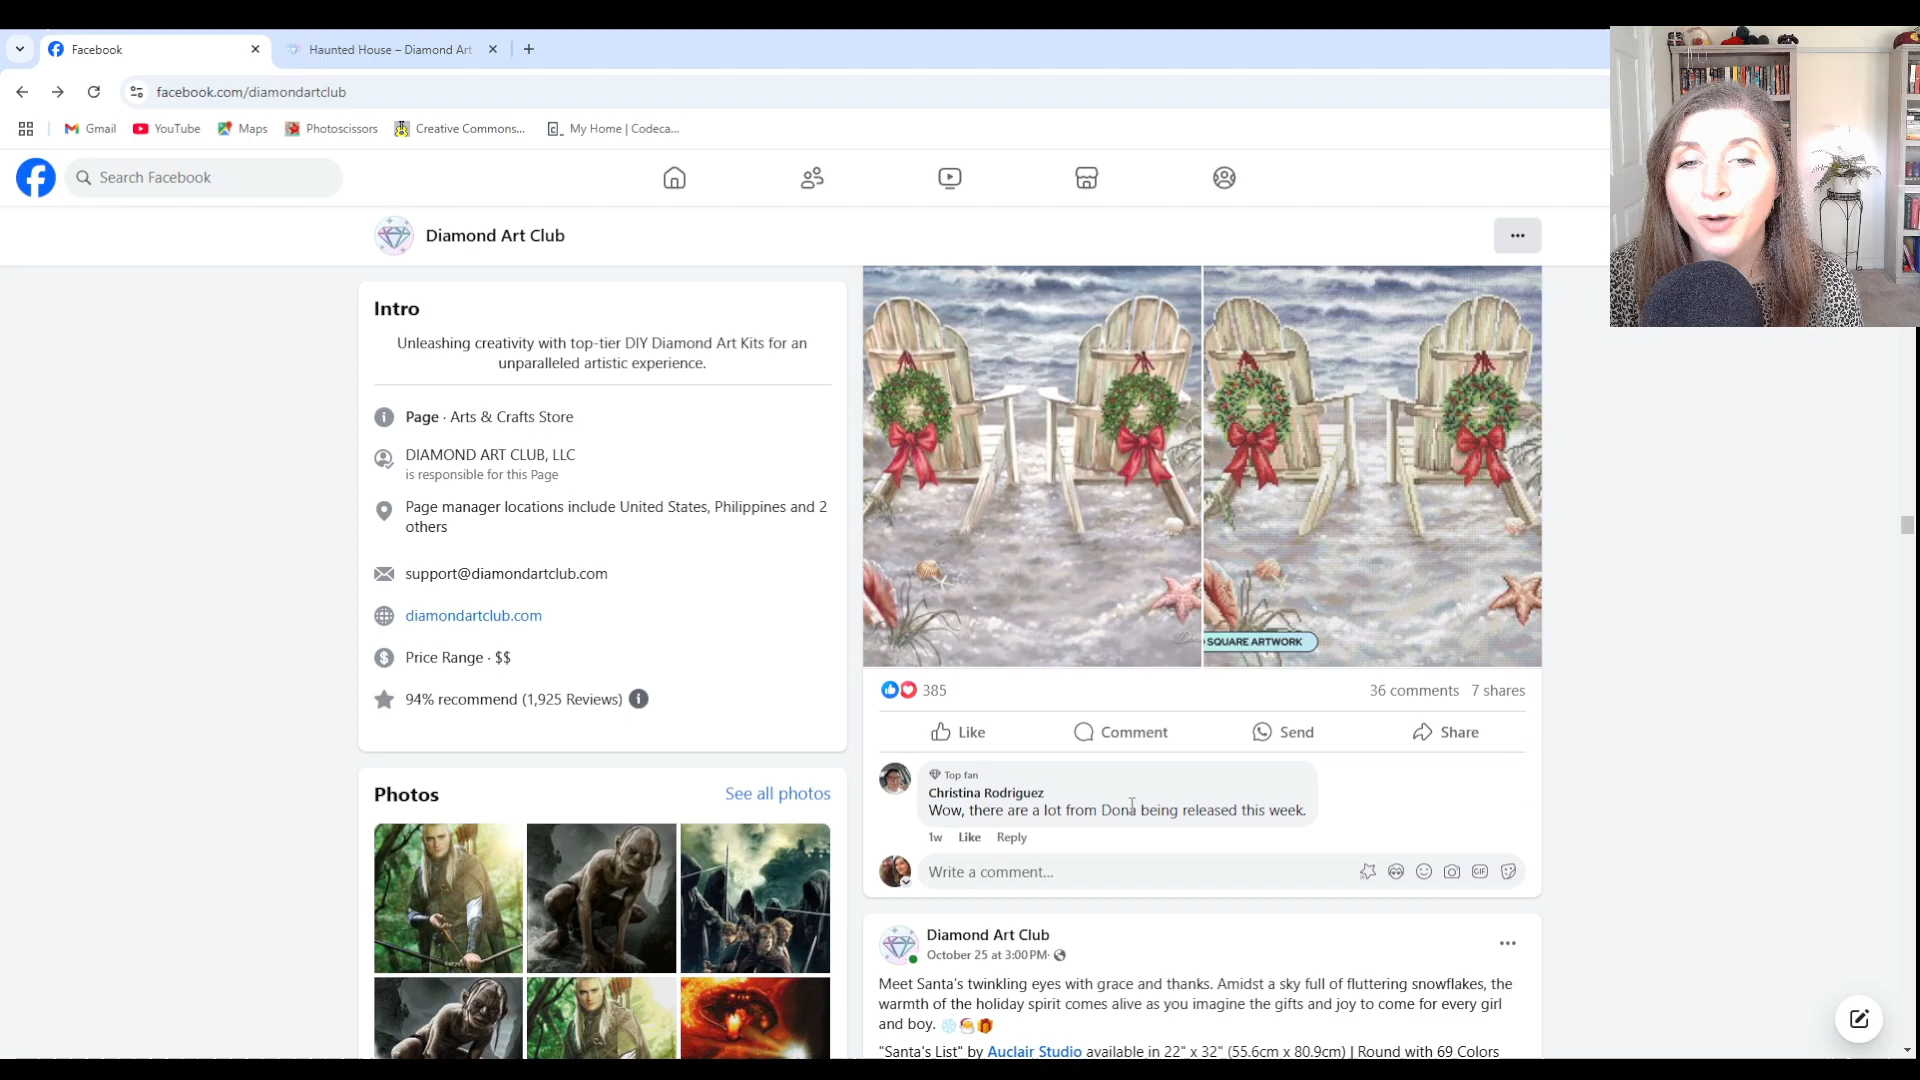 Facebook
Haunted House – Diamond Art
facebook.com/diamondartclub
Gmail
YouTube
Maps
Photoscissors
Creative Commons...
My Home | Codeca...
Search Facebook
Diamond Art Club
Intro
Unleashing creativity with top-tier DIY Diamond Art Kits for an
unparalleled artistic experience.
Page · Arts & Crafts Store
DIAMOND ART CLUB, LLC
is responsible for this Page
Page manager locations include United States, Philippines and 2
others
support@diamondartclub.com
diamondartclub.com
Price Range · $$
94% recommend (1,925 Reviews)
Photos
See all photos
SQUARE ARTWORK
385
36 comments 7 shares
Like
Comment
Send
Share
Top fan
Christina Rodriguez
Wow, there are a lot from Dona being released this week.
1w Like Reply
Write a comment...
GIF
Diamond Art Club
October 25 at 3:00 PM ·
Meet Santa's twinkling eyes with grace and thanks. Amidst a sky full of fluttering snowflakes, the
warmth of the holiday spirit comes alive as you imagine the gifts and joy to come for every girl
and boy. ❄️🎅🎁
"Santa's List" by Auclair Studio available in 22" x 32" (55.6cm x 80.9cm) | Round with 69 Colors